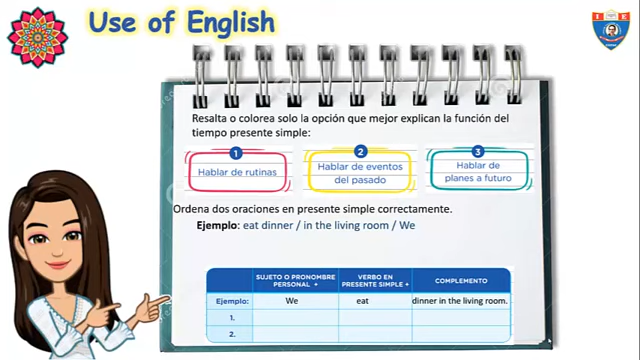 Use of English
I E
Resalta o colorea solo la opción que mejor explican la función del
tiempo presente simple:
1
Hablar de rutinas
2
Hablar de eventos
del pasado
3
Hablar de
planes a futuro
Ordena dos oraciones en presente simple correctamente.
Ejemplo: eat dinner / in the living room / We
SUJETO O PRONOMBRE
PERSONAL +
VERBO EN
PRESENTE SIMPLE +
COMPLEMENTO
Ejemplo: We eat dinner in the living room.
1.
2.